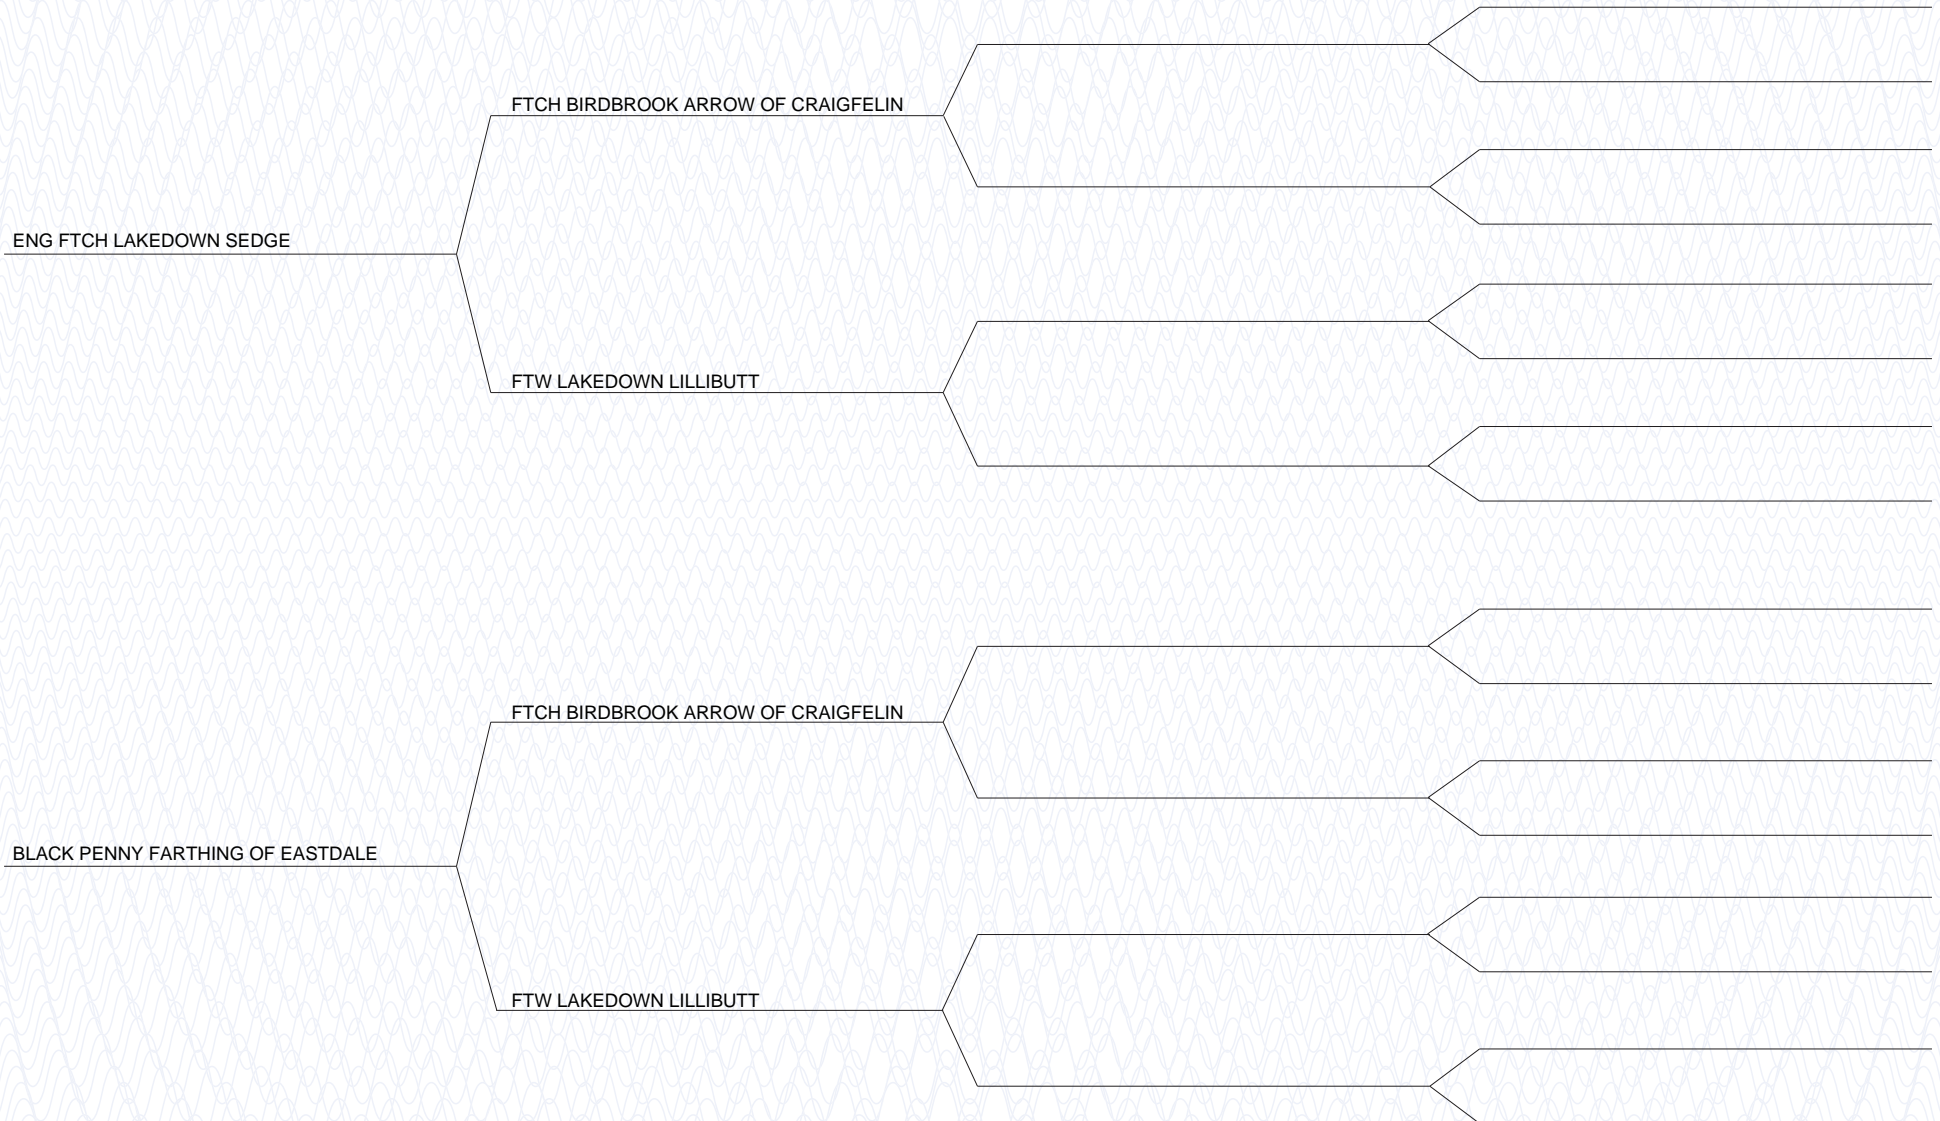 FTCH BIRDBROOK ARROW OF CRAIGFELIN
ENG FTCH LAKEDOWN SEDGE
FTW LAKEDOWN LILLIBUTT
FTCH BIRDBROOK ARROW OF CRAIGFELIN
BLACK PENNY FARTHING OF EASTDALE
FTW LAKEDOWN LILLIBUTT